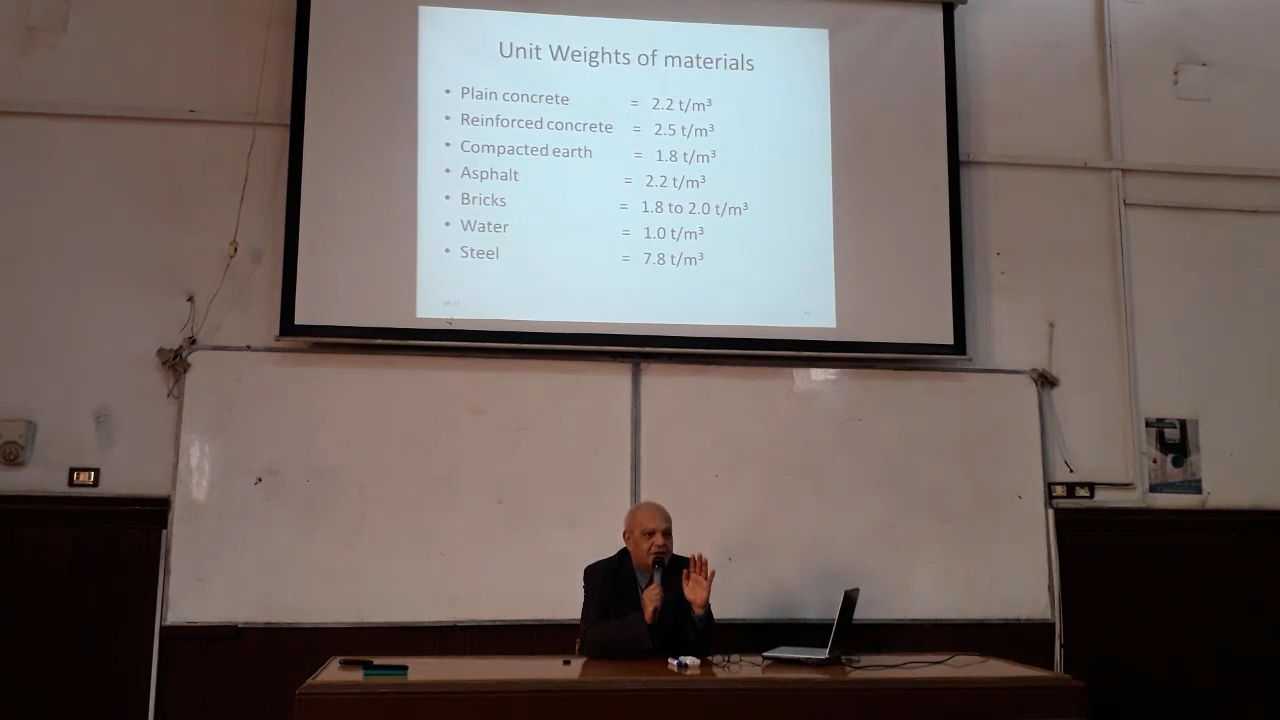 Unit Weights of materials
• Plain concrete = 2.2 t/m³
• Reinforced concrete = 2.5 t/m³
• Compacted earth = 1.8 t/m³
• Asphalt = 2.2 t/m³
• Bricks = 1.8 to 2.0 t/m³
• Water = 1.0 t/m³
• Steel = 7.8 t/m³